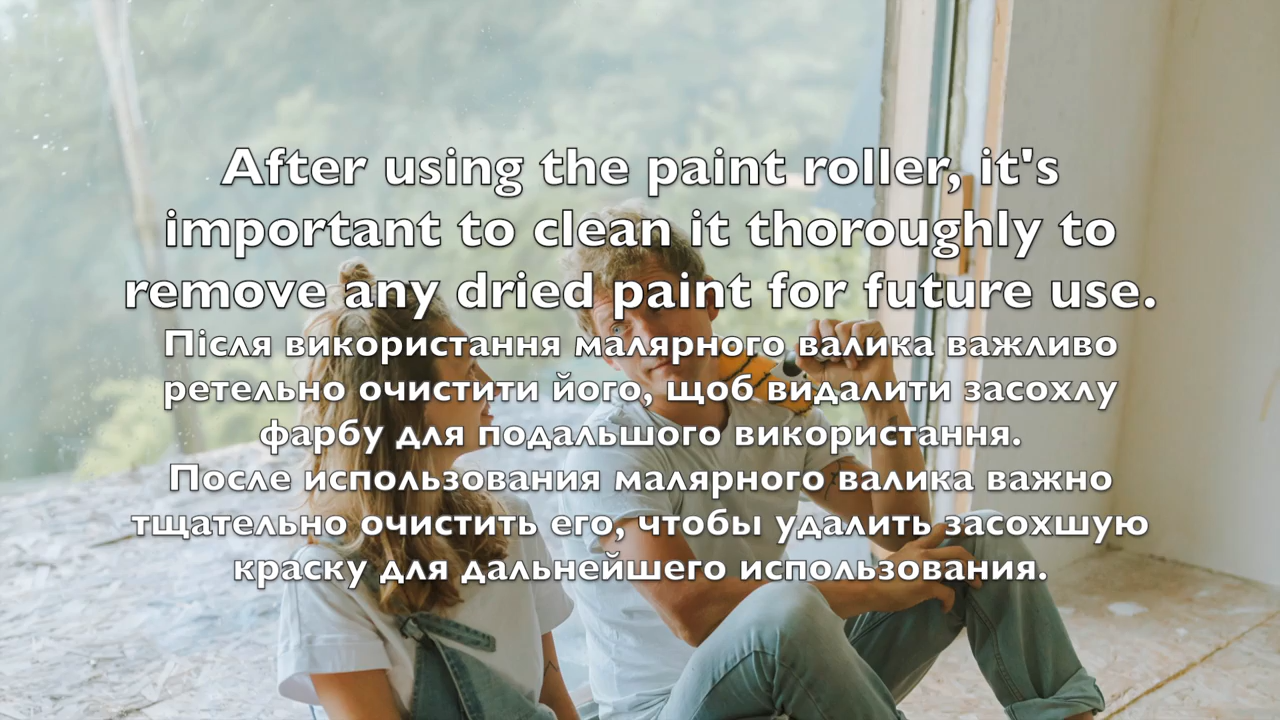 After using the paint roller, it's
important to clean it thoroughly to
remove any dried paint for future use.
Після використання малярного валика важливо
ретельно очистити його, щоб видалити засохлу
фарбу для подальшого використання.
После использования малярного валика важно
тщательно очистить его, чтобы удалить засохшую
краску для дальнейшего использования.